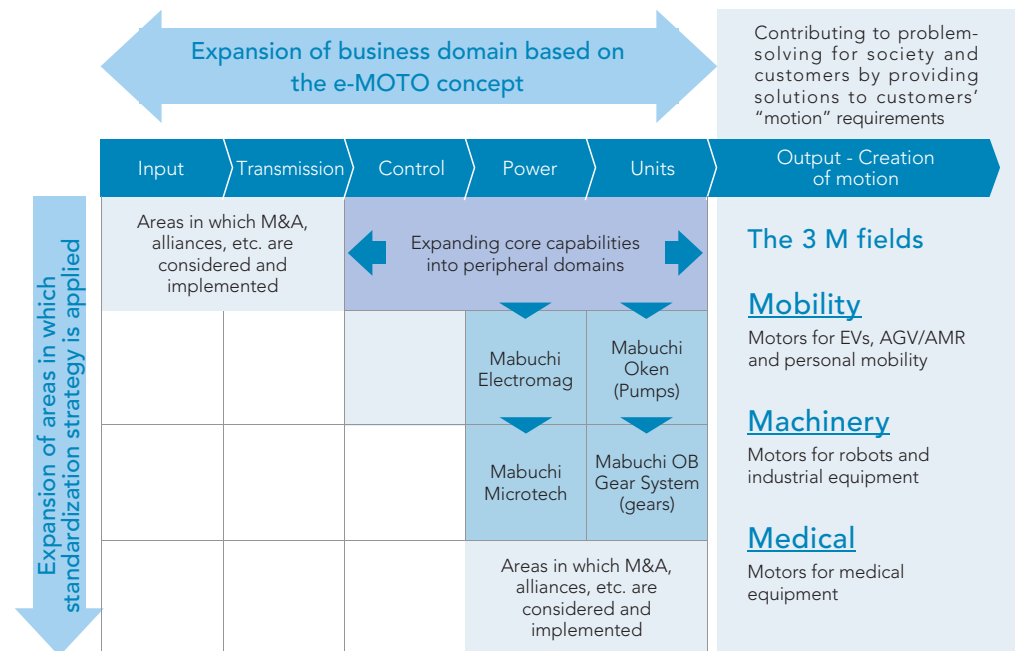 Expansion of business domain based on
the e-MOTO concept
Contributing to problem-
solving for society and
customers by providing
solutions to customers’
“motion” requirements
Input
Transmission
Control
Power
Units
Output - Creation
of motion
Expansion of areas in which
standardization strategy is applied
Areas in which M&A,
alliances, etc. are
considered and
implemented
Expanding core capabilities
into peripheral domains
Mabuchi
Electromag
Mabuchi
Oken
(Pumps)
Mabuchi
Microtech
Mabuchi OB
Gear System
(gears)
Areas in which M&A,
alliances, etc. are
considered and
implemented
The 3 M fields
Mobility
Motors for EVs, AGV/AMR
and personal mobility
Machinery
Motors for robots and
industrial equipment
Medical
Motors for medical
equipment